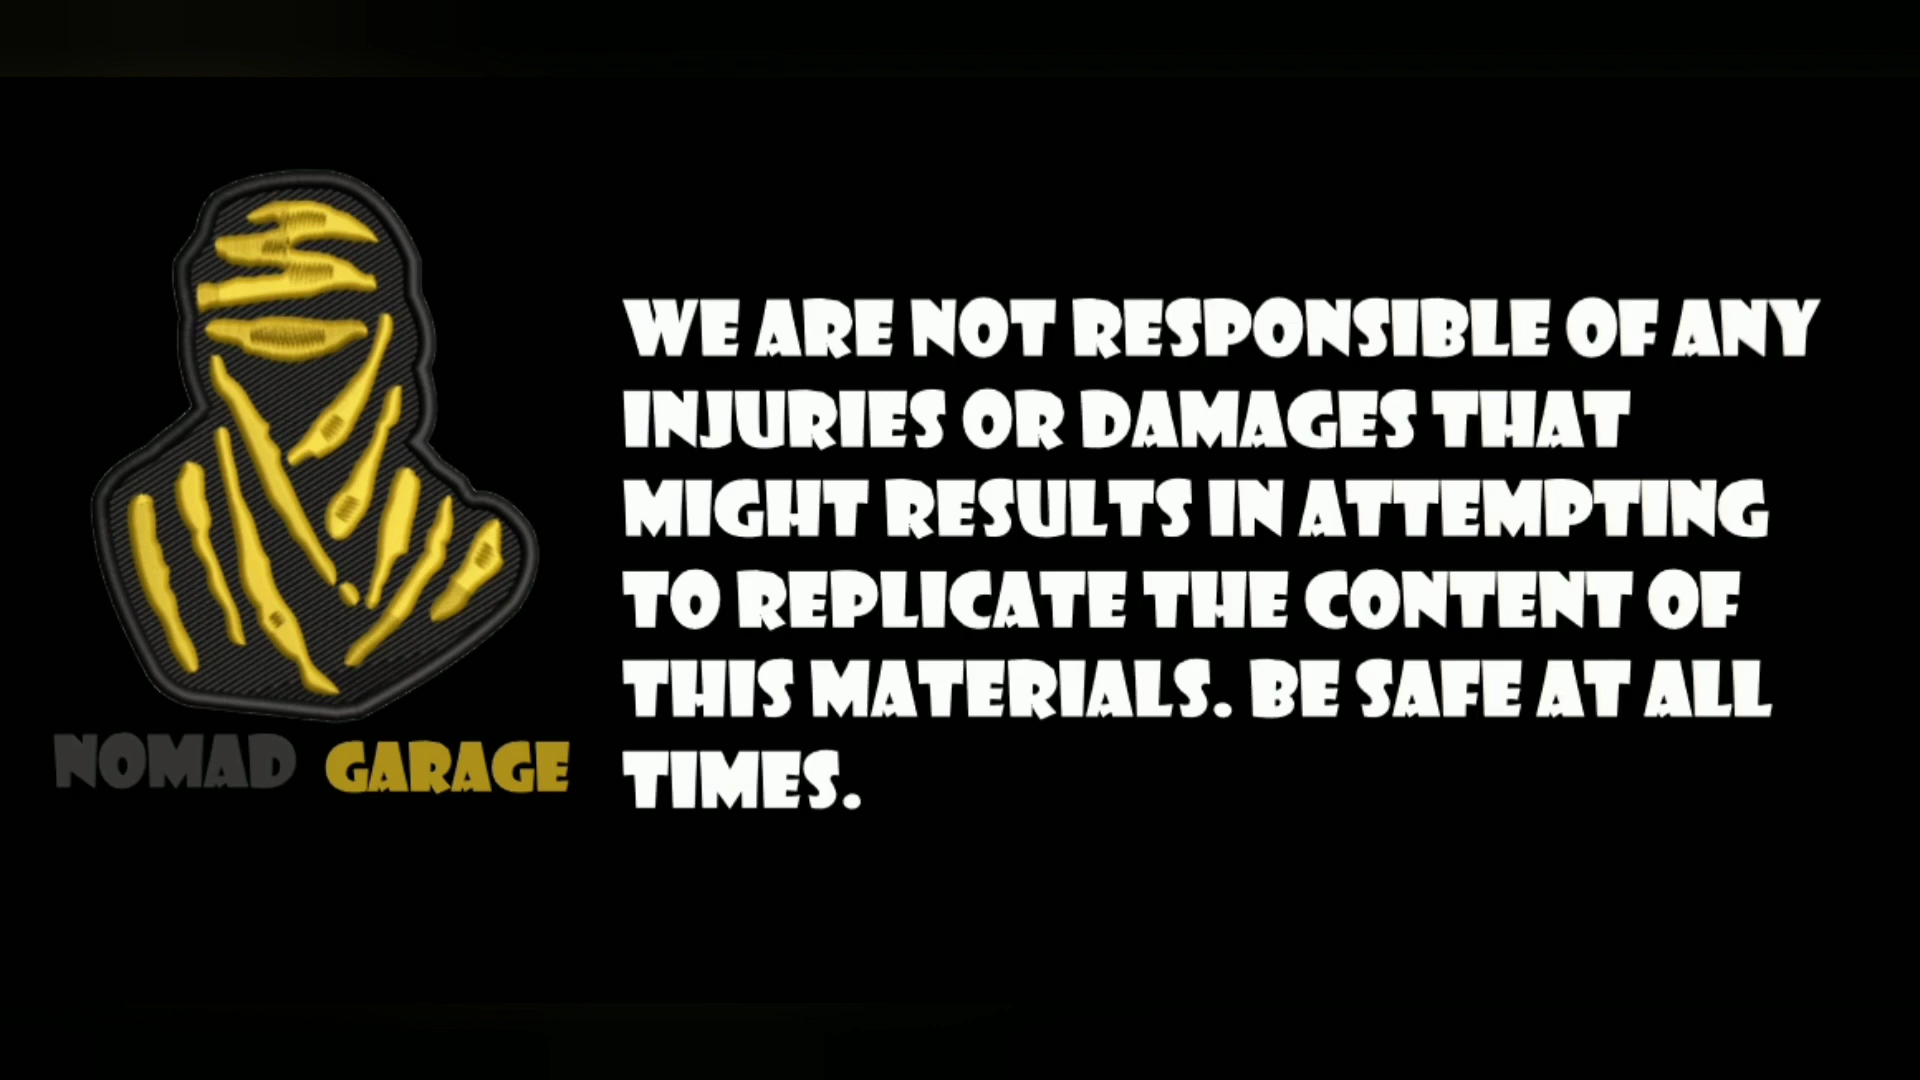 WE ARE NOT RESPONSIBLE OF ANY
INJURIES OR DAMAGES THAT
MIGHT RESULTS IN ATTEMPTING
TO REPLICATE THE CONTENT OF
THIS MATERIALS. BE SAFE AT ALL
TIMES.
NOMAD GARAGE